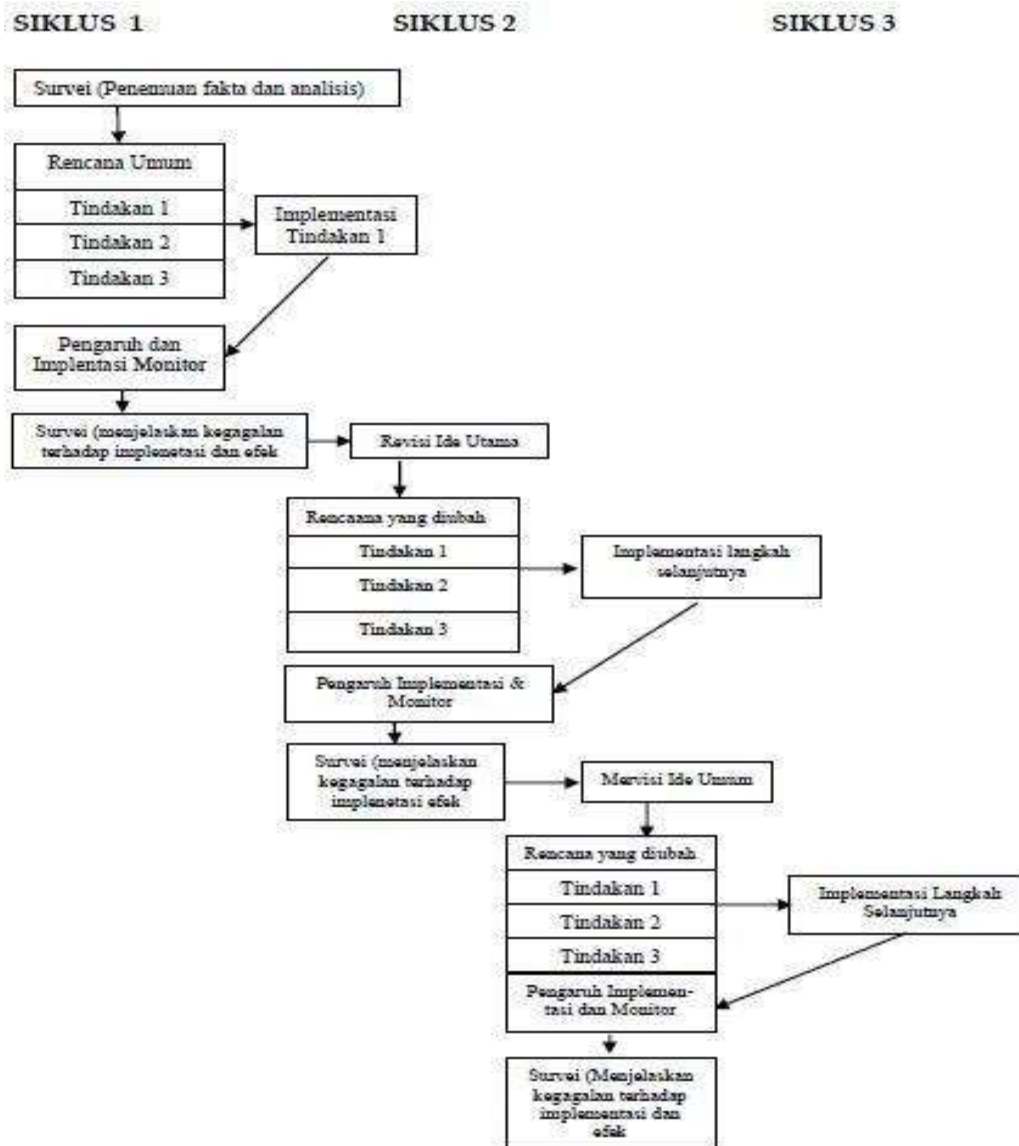 SIKLUS 1
SIKLUS 2
SIKLUS 3
Survei (Penemuan fakta dan analisis)
Rencana Umum
Tindakan 1
Tindakan 2
Tindakan 3
Implementasi
Tindakan 1
Pengaruh dan
Implentasi Monitor
Survei (menjelaskan kegagalan
terhadap implenetasi dan efek
Revisi Ide Utama
Rencaana yang diubah
Tindakan 1
Tindakan 2
Tindakan 3
Implementasi langkah
selanjutnya
Pengaruh Implementasi &
Monitor
Survei (menjelaskan
kegagalan terhadap
implenetasi efek
Mervisi Ide Umum
Rencana yang diubah
Tindakan 1
Tindakan 2
Tindakan 3
Implementasi Langkah
Selanjutnya
Pengaruh Implemen-
tasi dan Monitor
Survei (Menjelaskan
kegagalan terhadap
implementasi dan
efek